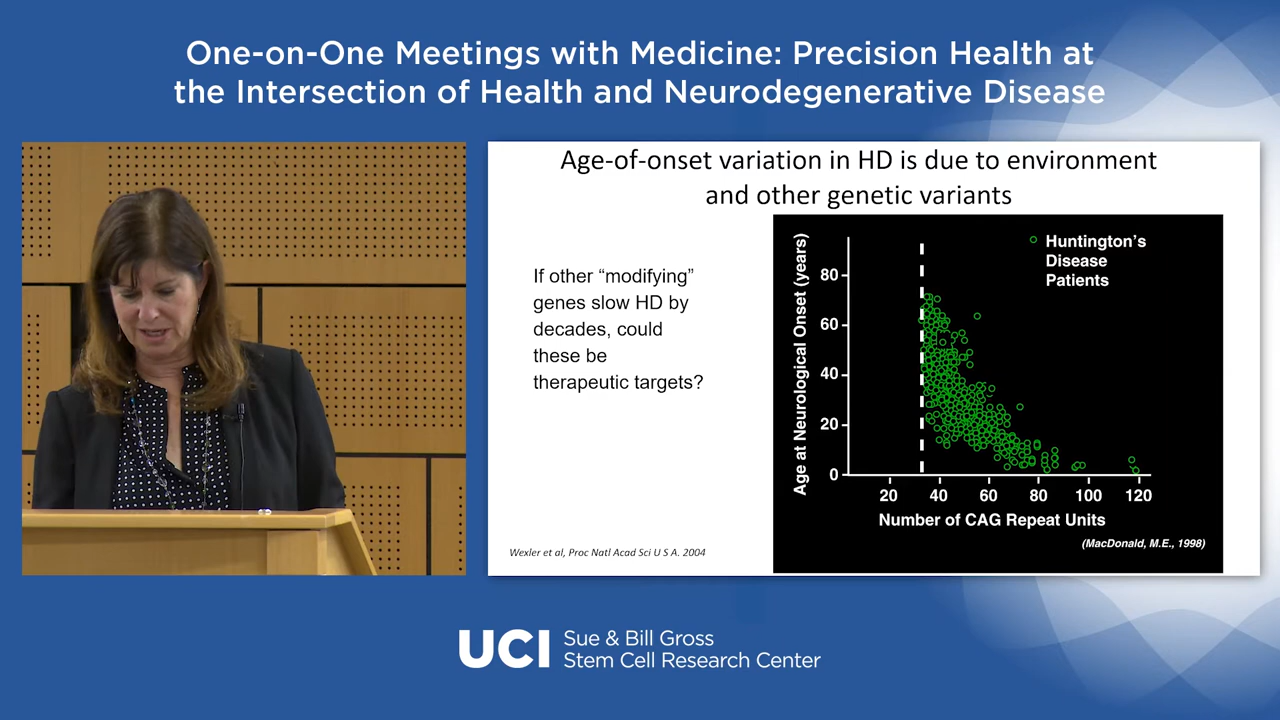 One-on-One Meetings with Medicine: Precision Health at
the Intersection of Health and Neurodegenerative Disease
Age-of-onset variation in HD is due to environment
and other genetic variants
If other “modifying”
genes slow HD by
decades, could
these be
therapeutic targets?
Wexler et al, Proc Natl Acad Sci U S A. 2004
Age at Neurological Onset (years)
80
60
40
20
0
Huntington’s
Disease
Patients
20 40 60 80 100 120
Number of CAG Repeat Units
(MacDonald, M.E., 1998)
UCI
Sue & Bill Gross
Stem Cell Research Center